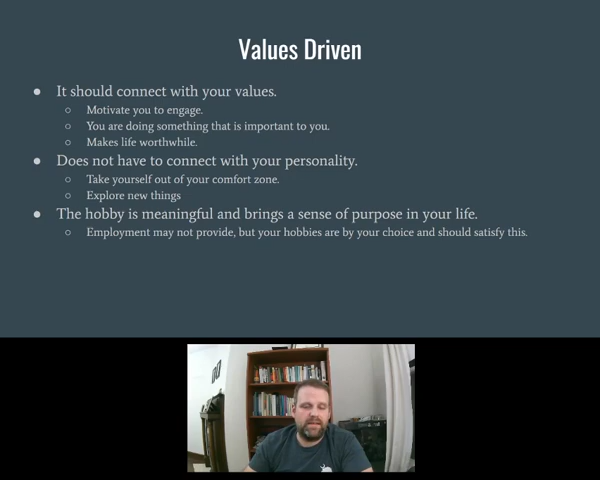 Values Driven
It should connect with your values.
Motivate you to engage.
You are doing something that is important to you.
Makes life worthwhile.
Does not have to connect with your personality.
Take yourself out of your comfort zone.
Explore new things
The hobby is meaningful and brings a sense of purpose in your life.
Employment may not provide, but your hobbies are by your choice and should satisfy this.